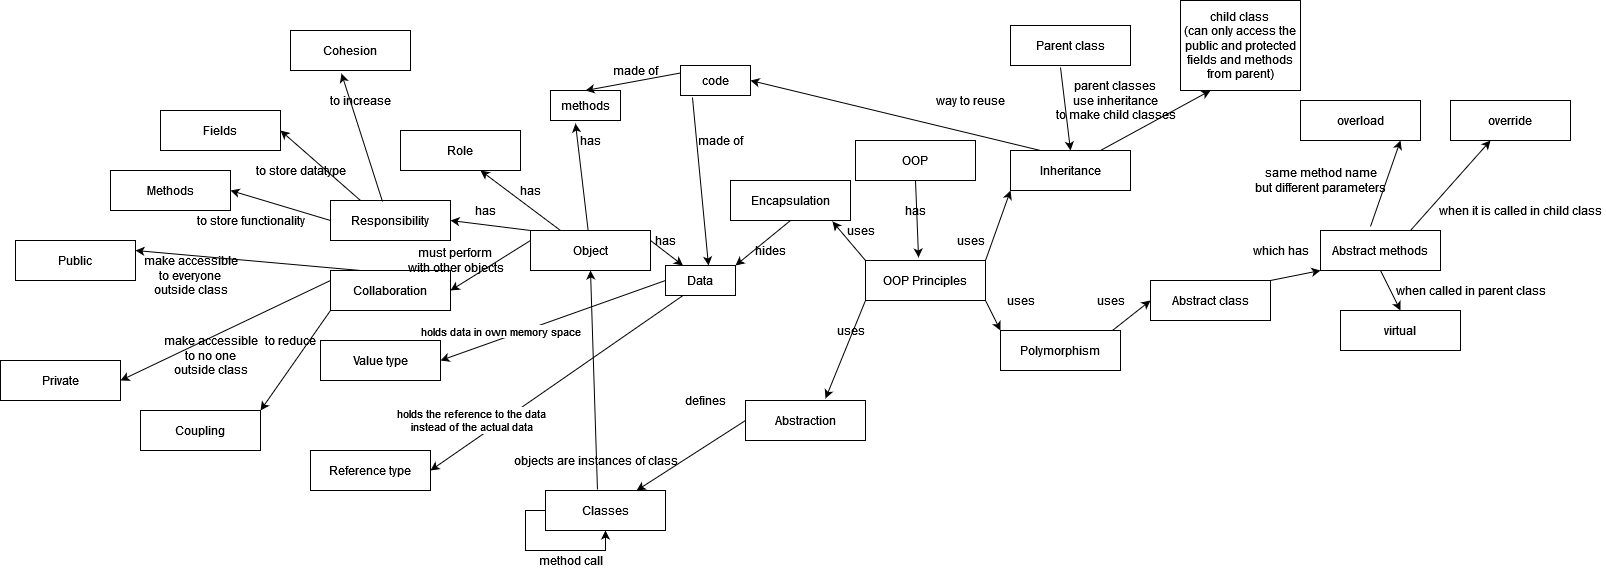 child class
(can only access the
public and protected
fields and methods
from parent)
Parent class
Cohesion
made of
code
parent classes
use inheritance
to make child classes
to increase
methods
way to reuse
Fields
overload
override
Role
has
made of
OOP
Inheritance
to store datatype
same method name
but different parameters
Methods
has
Encapsulation
to store functionality
Responsibility
has
has
when it is called in child class
uses
uses
Object
has
hides
which has
Abstract methods
must perform
with other objects
Public
make accessible
to everyone
outside class
Collaboration
Data
OOP Principles
when called in parent class
uses
uses
Abstract class
holds data in own memory space
uses
virtual
make accessible
to no one
outside class
to reduce
Value type
Polymorphism
Private
defines
holds the reference to the data
instead of the actual data
Abstraction
Coupling
objects are instances of class
Reference type
Classes
method call